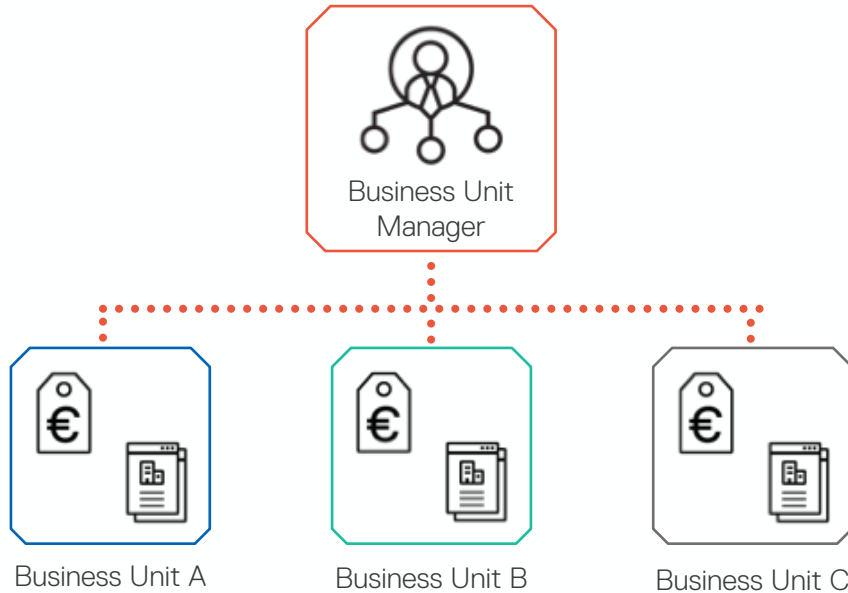 Business Unit
Manager
€
€
€
Business Unit A
Business Unit B
Business Unit C